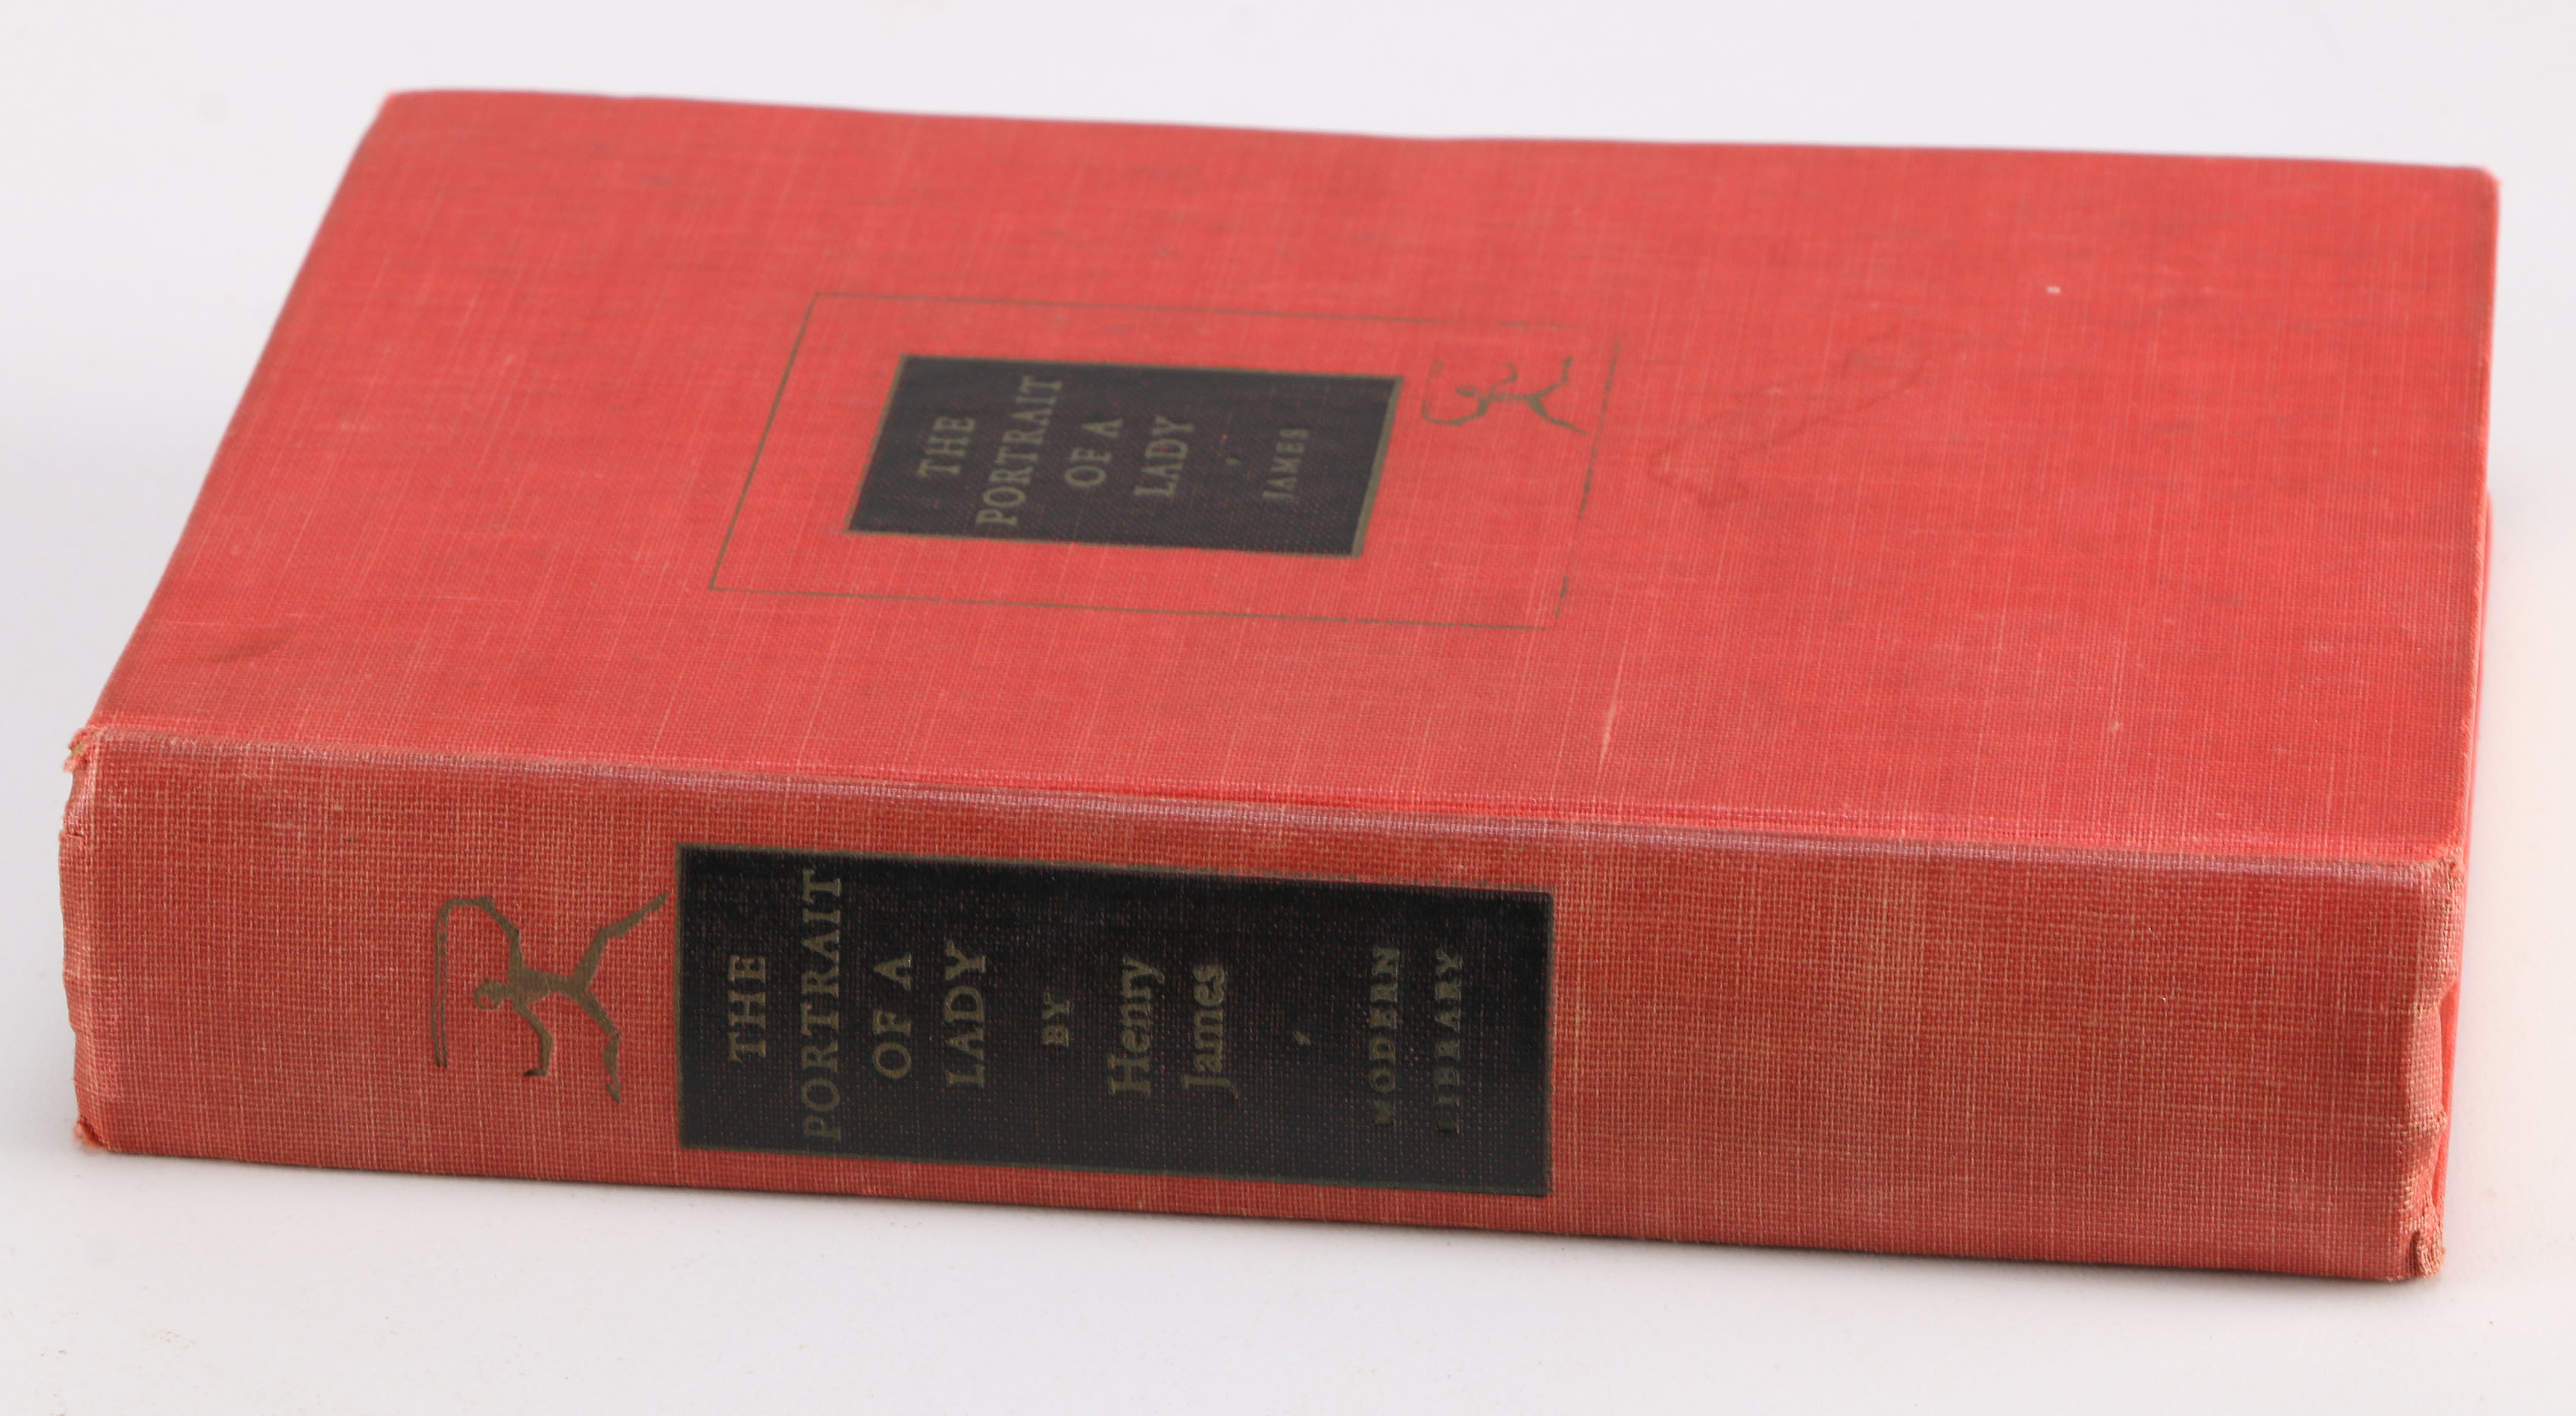 THE
PORTRAIT
OF A
LADY
JAMES
THE
PORTRAIT
OF A
LADY
BY
Henry
James
MODERN
LIBRARY